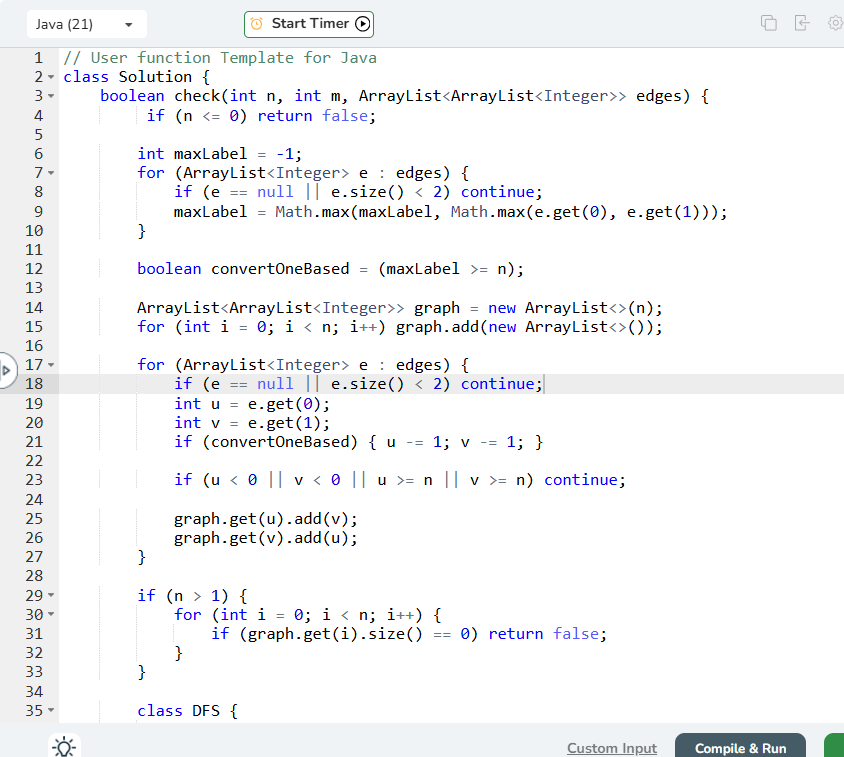 Java (21)
Start Timer
1 // User function Template for Java
2 class Solution {
3     boolean check(int n, int m, ArrayList<ArrayList<Integer>> edges) {
4          if (n <= 0) return false;
5
6         int maxLabel = -1;
7         for (ArrayList<Integer> e : edges) {
8             if (e == null || e.size() < 2) continue;
9             maxLabel = Math.max(maxLabel, Math.max(e.get(0), e.get(1)));
10         }
11
12         boolean convertOneBased = (maxLabel >= n);
13
14         ArrayList<ArrayList<Integer>> graph = new ArrayList<>(n);
15         for (int i = 0; i < n; i++) graph.add(new ArrayList<>());
16
17         for (ArrayList<Integer> e : edges) {
18             if (e == null || e.size() < 2) continue;
19             int u = e.get(0);
20             int v = e.get(1);
21             if (convertOneBased) { u -= 1; v -= 1; }
22
23             if (u < 0 || v < 0 || u >= n || v >= n) continue;
24
25             graph.get(u).add(v);
26             graph.get(v).add(u);
27         }
28
29         if (n > 1) {
30             for (int i = 0; i < n; i++) {
31                 if (graph.get(i).size() == 0) return false;
32             }
33         }
34
35         class DFS {
Custom Input
Compile & Run